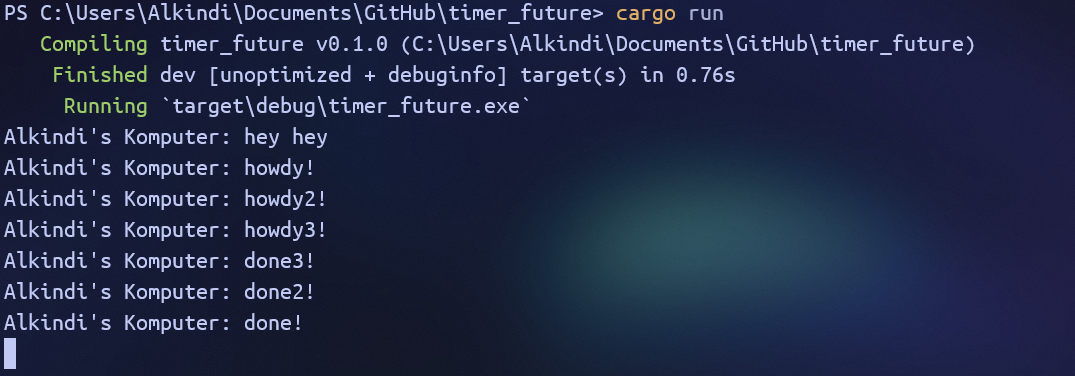 PS C:\Users\Alkindi\Documents\GitHub\timer_future> cargo run
   Compiling timer_future v0.1.0 (C:\Users\Alkindi\Documents\GitHub\timer_future)
    Finished dev [unoptimized + debuginfo] target(s) in 0.76s
     Running `target\debug\timer_future.exe`
Alkindi's Komputer: hey hey
Alkindi's Komputer: howdy!
Alkindi's Komputer: howdy2!
Alkindi's Komputer: howdy3!
Alkindi's Komputer: done3!
Alkindi's Komputer: done2!
Alkindi's Komputer: done!